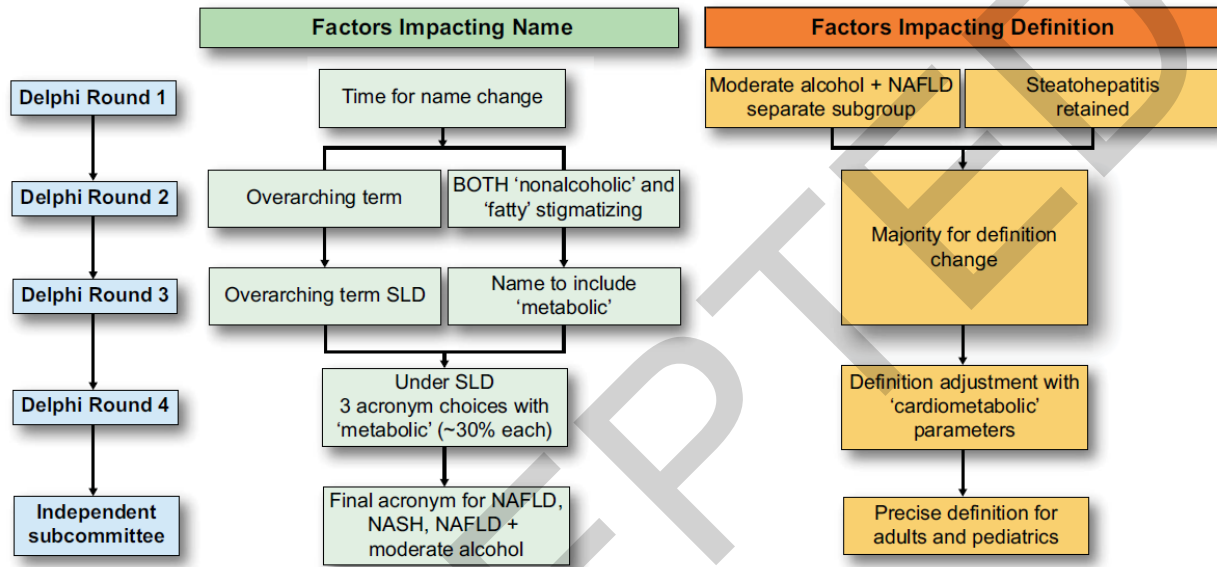 Factors Impacting Name
Factors Impacting Definition
Delphi Round 1
Time for name change
Moderate alcohol + NAFLD
separate subgroup
Steatohepatitis
retained
Delphi Round 2
Overarching term
BOTH ‘nonalcoholic’ and
‘fatty’ stigmatizing
Majority for definition
change
Delphi Round 3
Overarching term SLD
Name to include
‘metabolic’
Delphi Round 4
Under SLD
3 acronym choices with
‘metabolic’ (~30% each)
Definition adjustment with
‘cardiometabolic’
parameters
Independent
subcommittee
Final acronym for NAFLD,
NASH, NAFLD +
moderate alcohol
Precise definition for
adults and pediatrics
EPTED